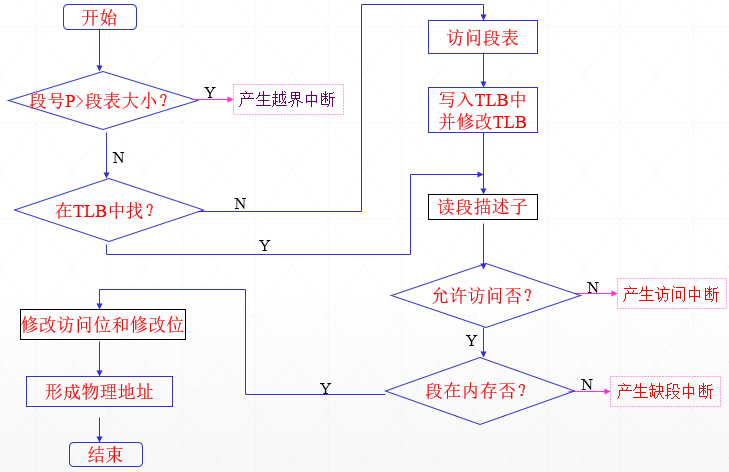 开始
段号P>段表大小?
Y
产生越界中断
N
在TLB中找?
N
Y
访问段表
写入TLB中
并修改TLB
读段描述子
允许访问否?
N
产生访问中断
Y
段在内存否?
N
产生缺段中断
Y
修改访问位和修改位
形成物理地址
结束